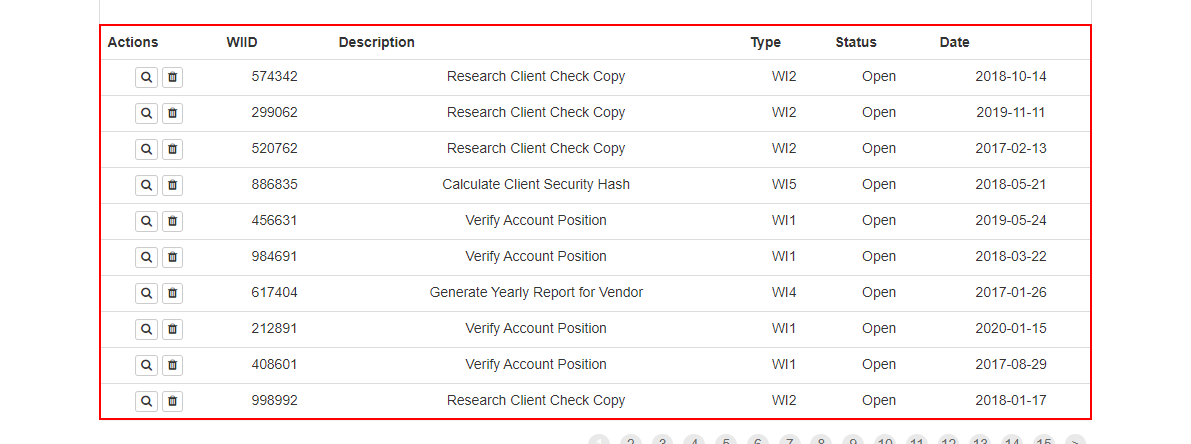 Actions WIID Description Type Status Date
574342 Research Client Check Copy WI2 Open 2018-10-14
299062 Research Client Check Copy WI2 Open 2019-11-11
520762 Research Client Check Copy WI2 Open 2017-02-13
886835 Calculate Client Security Hash WI5 Open 2018-05-21
456631 Verify Account Position WI1 Open 2019-05-24
984691 Verify Account Position WI1 Open 2018-03-22
617404 Generate Yearly Report for Vendor WI4 Open 2017-01-26
212891 Verify Account Position WI1 Open 2020-01-15
408601 Verify Account Position WI1 Open 2017-08-29
998992 Research Client Check Copy WI2 Open 2018-01-17
1 2 3 4 5 6 7 8 9 10 11 12 13 14 15 >